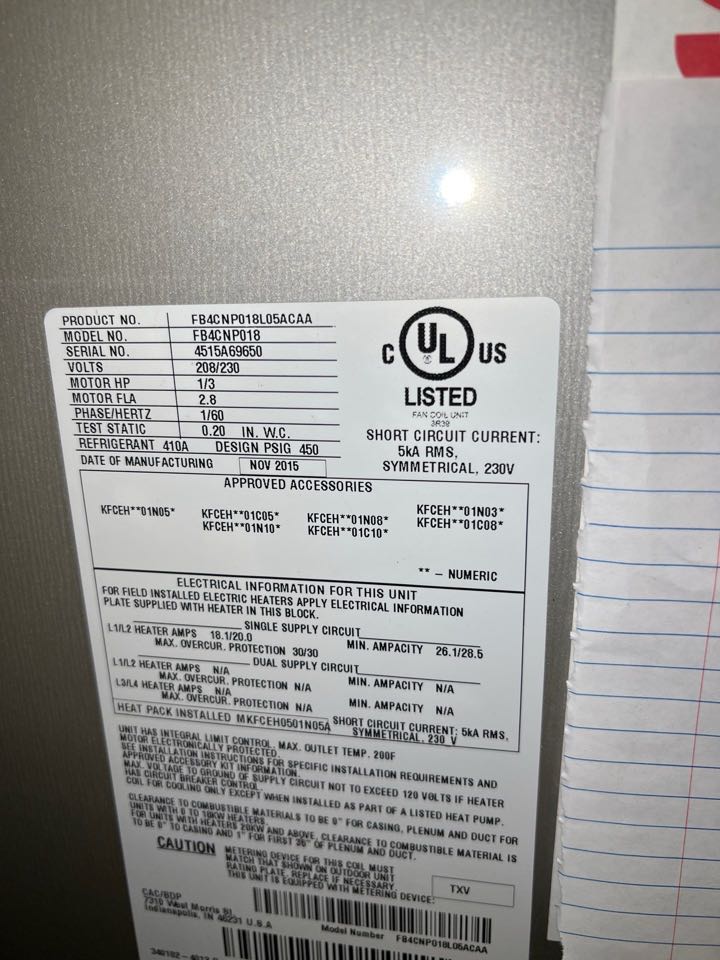 PRODUCT NO. FB4CNP018L05ACAA
MODEL NO. FB4CNP018
SERIAL NO. 4515A69650
VOLTS 208/230
MOTOR HP 1/3
MOTOR FLA 2.8
PHASE/HERTZ 1/60
TEST STATIC 0.20 IN. W.C.
REFRIGERANT 410A DESIGN PSIG 450
DATE OF MANUFACTURING NOV 2015
C UL US
LISTED
FAN COIL UNIT
3R39
SHORT CIRCUIT CURRENT:
5kA RMS,
SYMMETRICAL, 230V
APPROVED ACCESSORIES
KFCEH**01N05* KFCEH**01C05* KFCEH**01N08* KFCEH**01N03*
KFCEH**01N10* KFCEH**01C10* KFCEH**01C08*
** - NUMERIC
ELECTRICAL INFORMATION FOR THIS UNIT
FOR FIELD INSTALLED ELECTRIC HEATERS APPLY ELECTRICAL INFORMATION
PLATE SUPPLIED WITH HEATER IN THIS BLOCK.
SINGLE SUPPLY CIRCUIT
L1/L2 HEATER AMPS 18.1/20.0 MIN. AMPACITY 26.1/28.5
MAX. OVERCUR. PROTECTION 30/30
DUAL SUPPLY CIRCUIT
L1/L2 HEATER AMPS N/A MIN. AMPACITY N/A
MAX. OVERCUR. PROTECTION N/A
L3/L4 HEATER AMPS N/A MIN. AMPACITY N/A
MAX. OVERCUR. PROTECTION N/A
HEAT PACK INSTALLED MKFCEH0501N05A SHORT CIRCUIT CURRENT: 5kA RMS,
SYMMETRICAL, 230 V
UNIT HAS INTEGRAL LIMIT CONTROL. MAX. OUTLET TEMP. 200F
MOTOR ELECTRONICALLY PROTECTED.
SEE INSTALLATION INSTRUCTIONS FOR SPECIFIC INSTALLATION REQUIREMENTS AND
APPROVED ACCESSORY KIT INFORMATION.
MAX. VOLTAGE TO GROUND OF SUPPLY CIRCUIT NOT TO EXCEED 120 VOLTS IF HEATER
HAS CIRCUIT BREAKER CONTROL.
COIL FOR COOLING ONLY EXCEPT WHEN INSTALLED AS PART OF A LISTED HEAT PUMP.
CLEARANCE TO COMBUSTIBLE MATERIALS TO BE 0" FOR CASING, PLENUM AND DUCT FOR
UNITS WITH 0 TO 18KW HEATERS.
FOR UNITS WITH HEATERS 20KW AND ABOVE, CLEARANCE TO COMBUSTIBLE MATERIAL IS
TO BE 0" TO CASING AND 1" FOR FIRST 36" OF PLENUM AND DUCT.
CAUTION METERING DEVICE FOR THIS COIL MUST
MATCH THAT SHOWN ON OUTDOOR UNIT
RATING PLATE, REPLACE IF NECESSARY.
THIS UNIT IS EQUIPPED WITH METERING DEVICE: TXV
CAC/BDP
7310 West Morris St.
Indianapolis, IN 46231 U.S.A
Model Number FB4CNP018L05ACAA